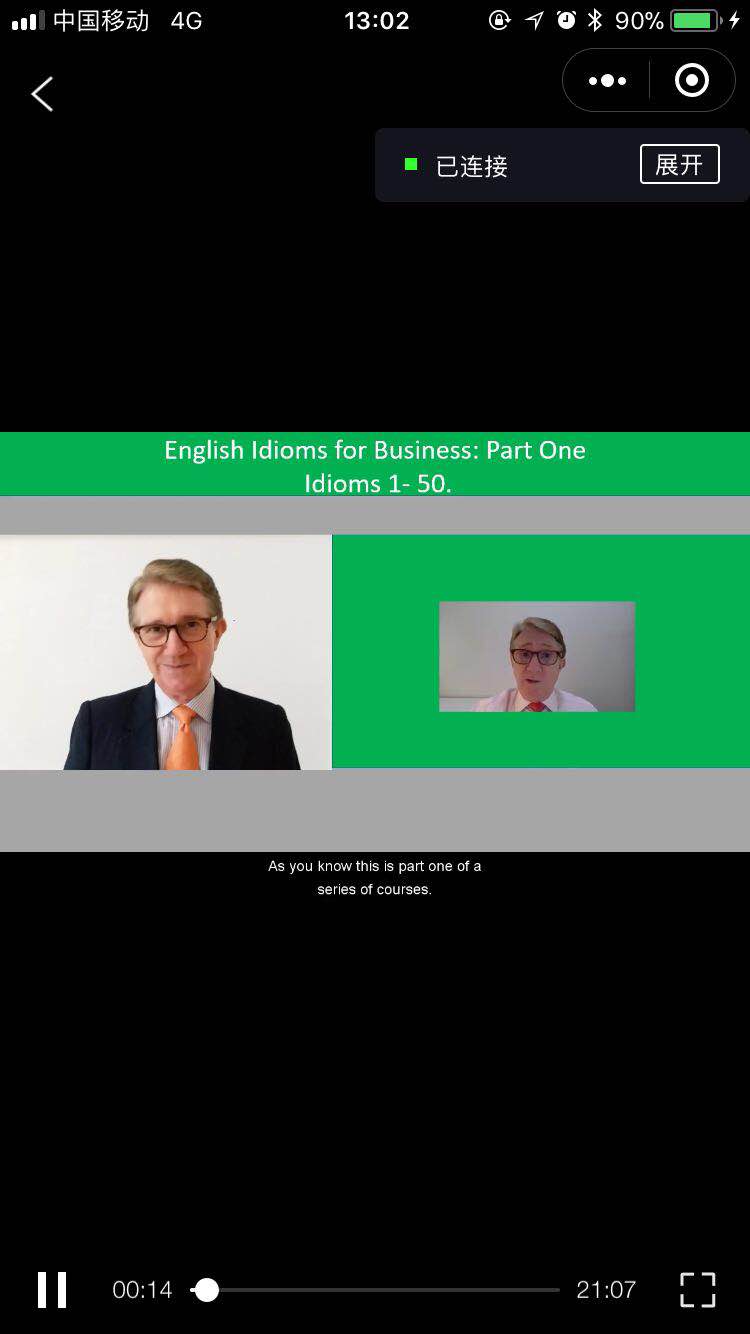 中国移动 4G 13:02 90%
已连接 展开
English Idioms for Business: Part One
Idioms 1- 50.
As you know this is part one of a
series of courses.
00:14 21:07